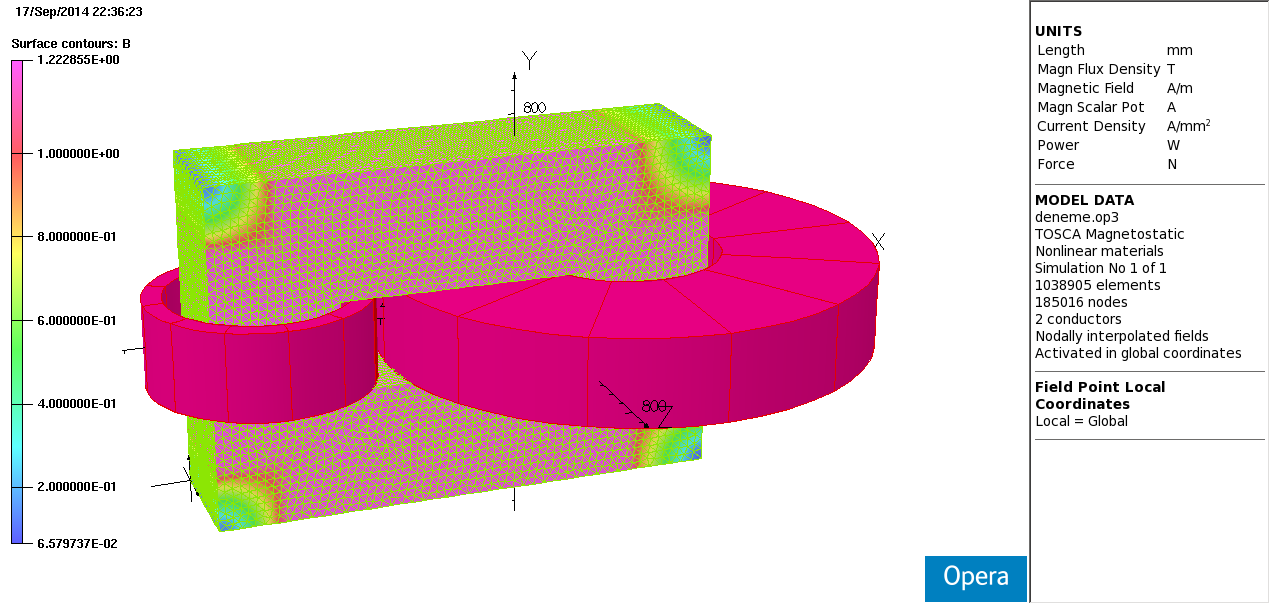 17/Sep/2014 22:36:23
Surface contours: B
1.222855E+00
1.000000E+00
8.000000E-01
6.000000E-01
4.000000E-01
2.000000E-01
6.579737E-02
Y
800
X
800
Z
UNITS
Length mm
Magn Flux Density T
Magnetic Field A/m
Magn Scalar Pot A
Current Density A/mm²
Power W
Force N
MODEL DATA
deneme.op3
TOSCA Magnetostatic
Nonlinear materials
Simulation No 1 of 1
1038905 elements
185016 nodes
2 conductors
Nodally interpolated fields
Activated in global coordinates
Field Point Local
Coordinates
Local = Global
Opera